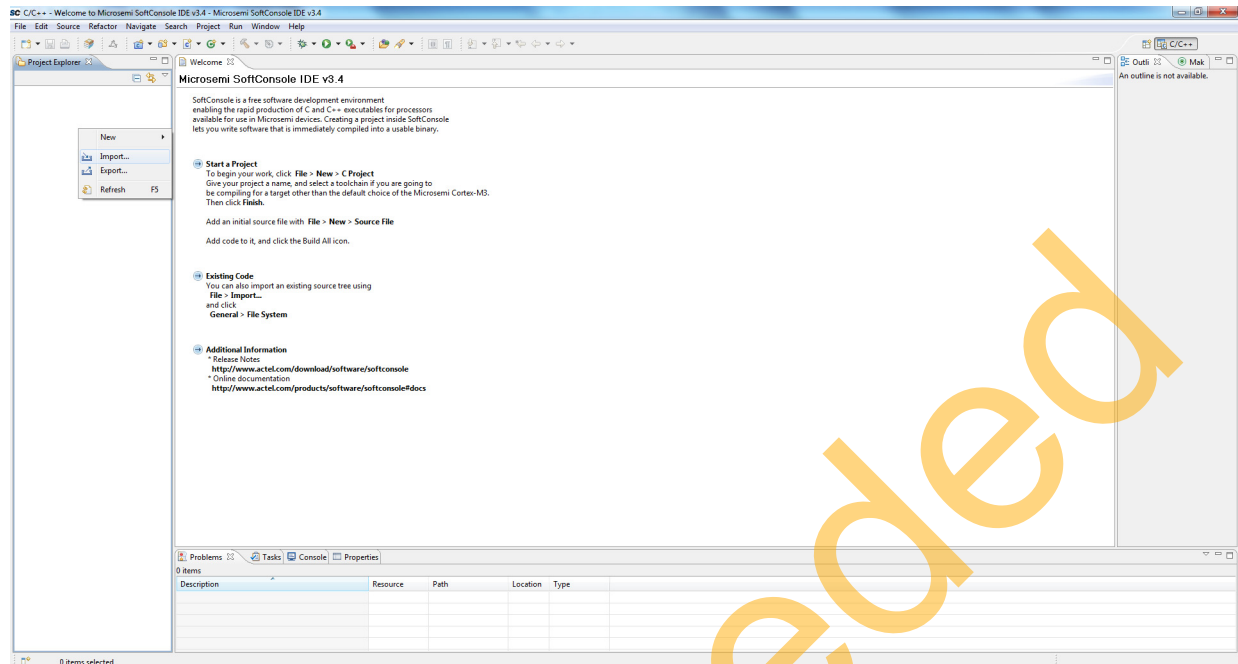 SC C/C++ - Welcome to Microsemi SoftConsole IDE v3.4 - Microsemi SoftConsole IDE v3.4
File Edit Source Refactor Navigate Search Project Run Window Help
C/C++
Project Explorer
Welcome
Outli
Mak
Microsemi SoftConsole IDE v3.4
An outline is not available.
SoftConsole is a free software development environment
enabling the rapid production of C and C++ executables for processors
available for use in Microsemi devices. Creating a project inside SoftConsole
lets you write software that is immediately compiled into a usable binary.
New
Import...
Export...
Refresh F5
Start a Project
To begin your work, click File > New > C Project
Give your project a name, and select a toolchain if you are going to
be compiling for a target other than the default choice of the Microsemi Cortex-M3.
Then click Finish.
Add an initial source file with File > New > Source File
Add code to it, and click the Build All icon.
Existing Code
You can also import an existing source tree using
File > Import...
and click
General > File System
Additional Information
* Release Notes
http://www.actel.com/download/software/softconsole
* Online documentation
http://www.actel.com/products/software/softconsole#docs
Problems Tasks Console Properties
0 items
Description Resource Path Location Type
0 items selected
ded